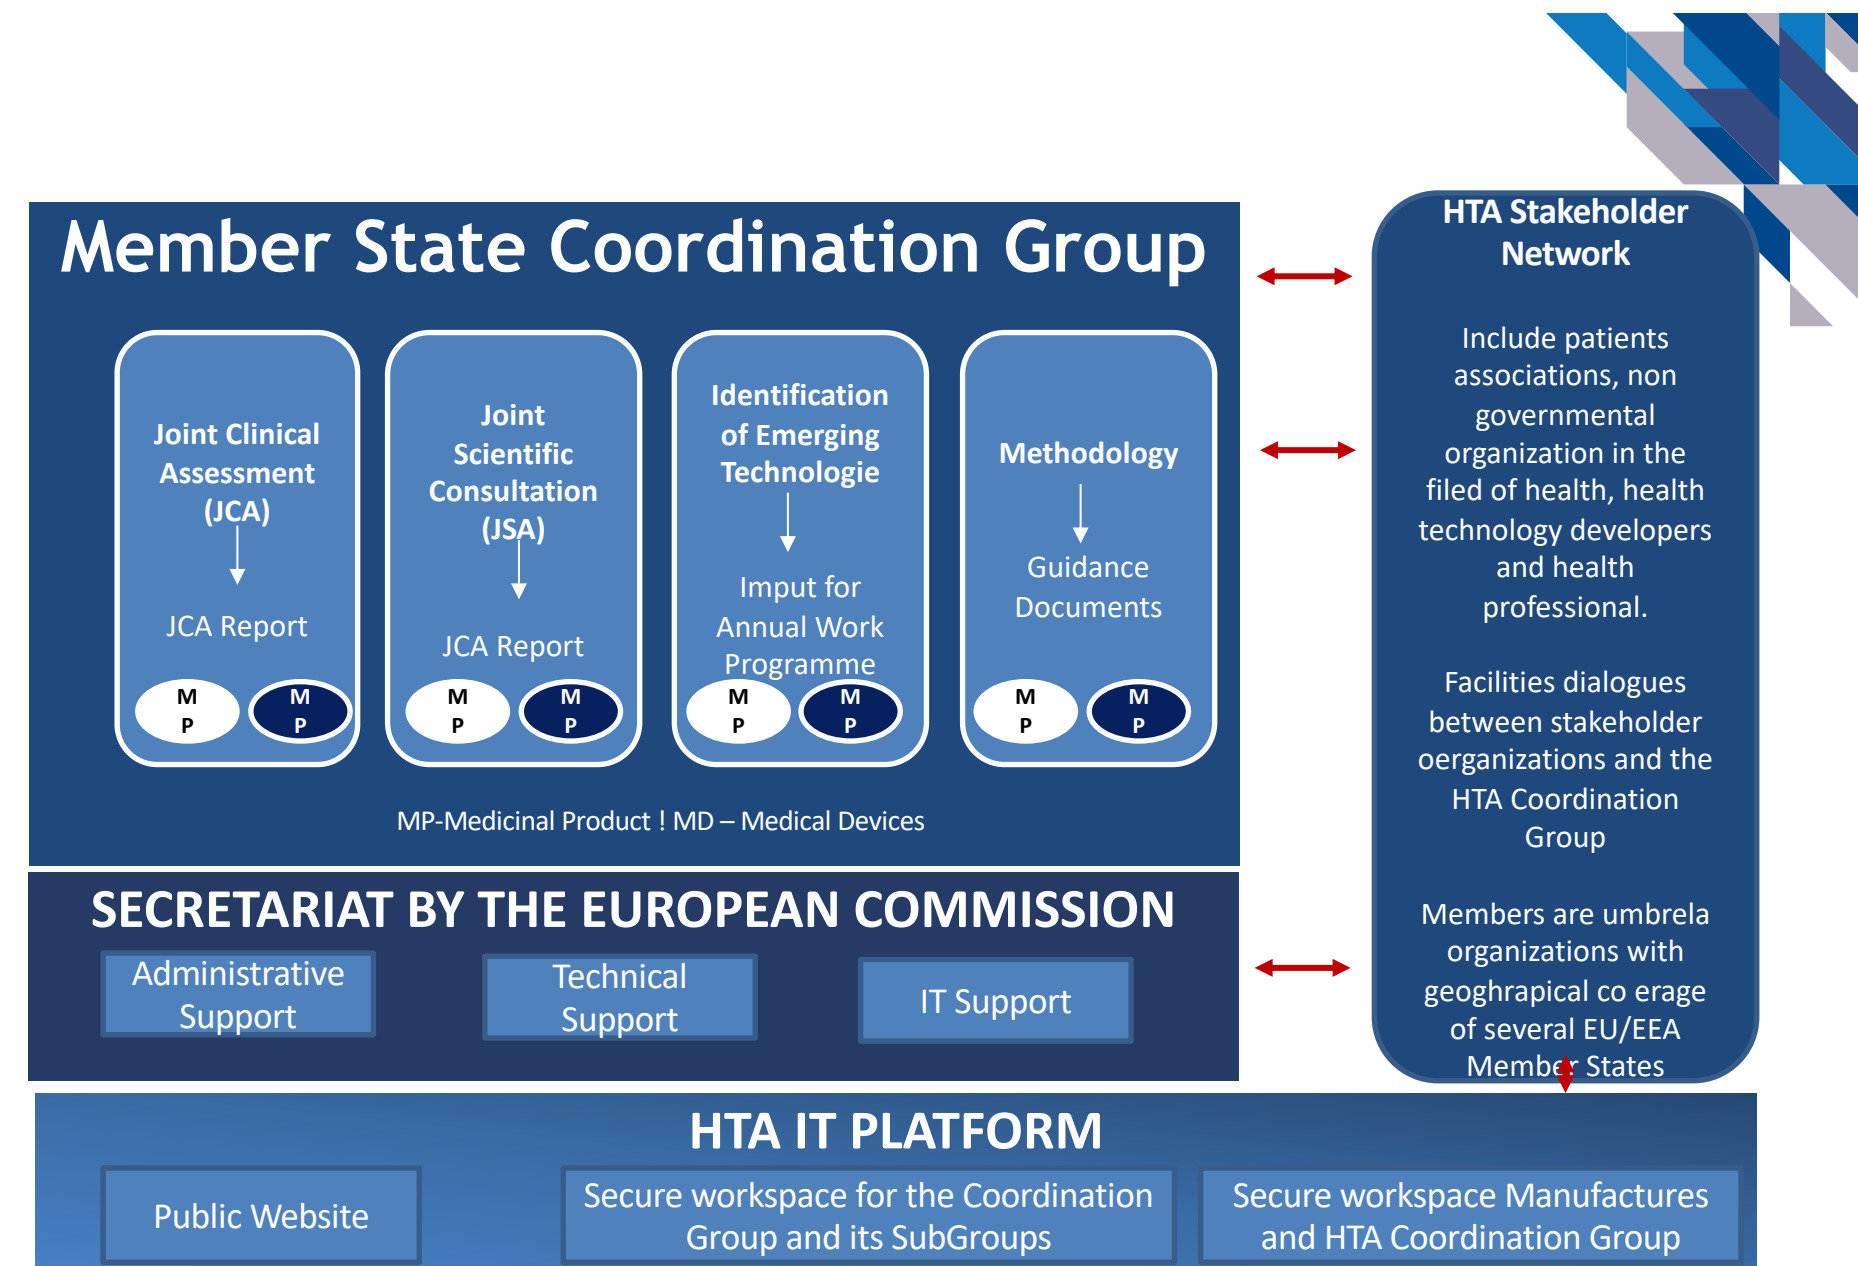 Member State Coordination Group
Joint Clinical
Assessment
(JCA)
JCA Report
M
P
M
P
Joint
Scientific
Consultation
(JSA)
JCA Report
M
P
M
P
Identification
of Emerging
Technologie
Imput for
Annual Work
Programme
M
P
M
P
Methodology
Guidance
Documents
M
P
M
P
MP-Medicinal Product ! MD – Medical Devices
HTA Stakeholder
Network
Include patients
associations, non
governmental
organization in the
filed of health, health
technology developers
and health
professional.
Facilities dialogues
between stakeholder
oerganizations and the
HTA Coordination
Group
Members are umbrela
organizations with
geoghrapical co erage
of several EU/EEA
Member States
SECRETARIAT BY THE EUROPEAN COMMISSION
Administrative
Support
Technical
Support
IT Support
HTA IT PLATFORM
Public Website
Secure workspace for the Coordination
Group and its SubGroups
Secure workspace Manufactures
and HTA Coordination Group